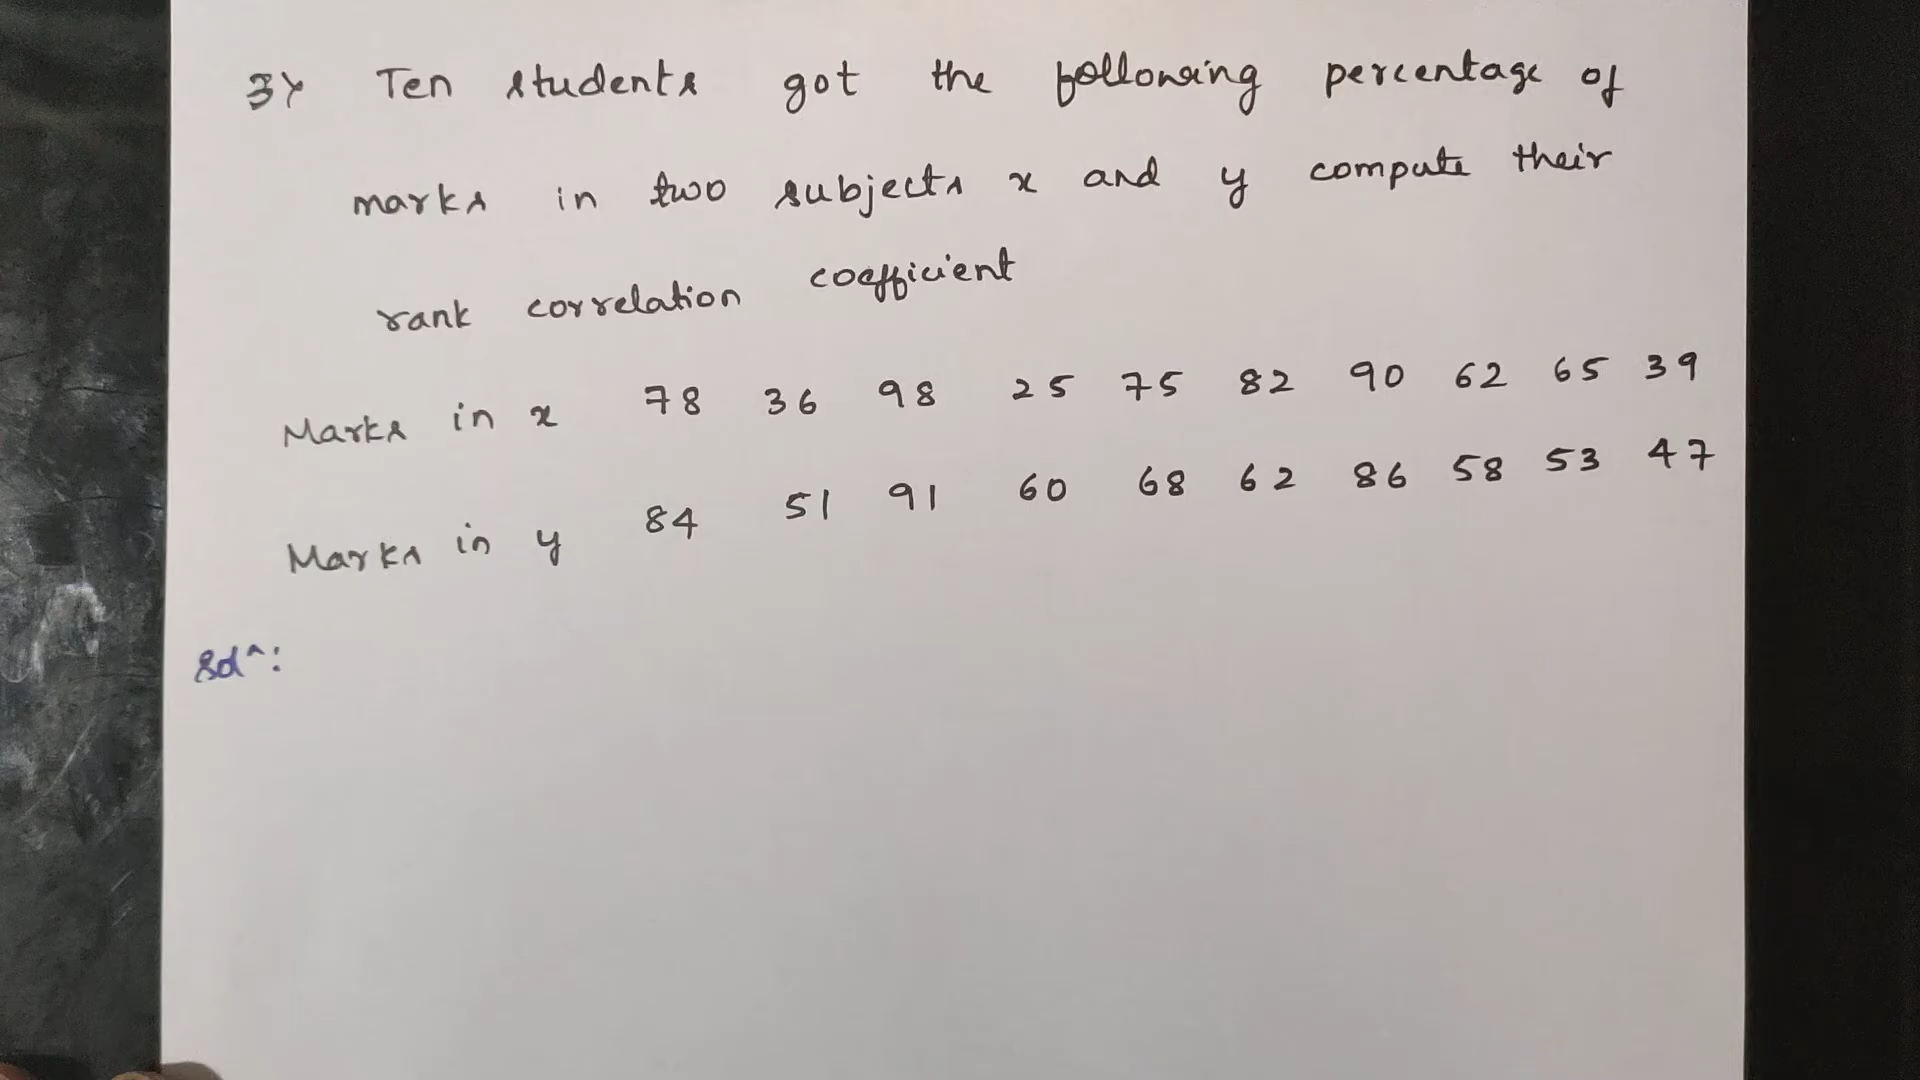 3) Ten students got the following percentage of
marks in two subjects x and y compute their
rank correlation coefficient
Marks in x 78 36 98 25 75 82 90 62 65 39
Marks in y 84 51 91 60 68 62 86 58 53 47
Soln: